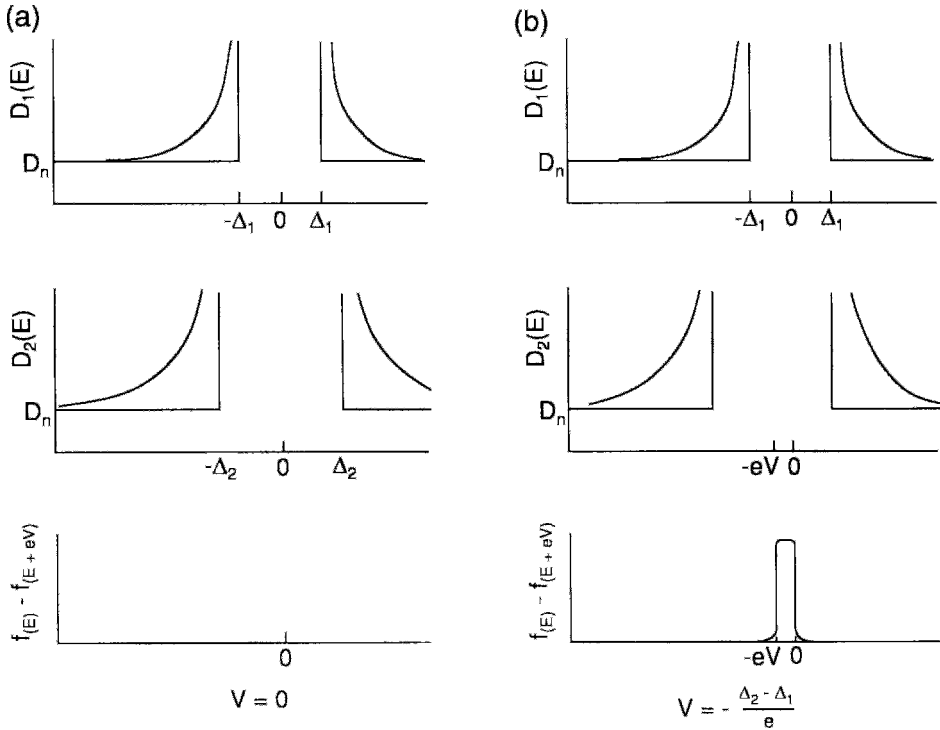 (a)
D₁(E)
Dₙ
-Δ₁ 0 Δ₁
D₂(E)
Dₙ
-Δ₂ 0 Δ₂
f(E) - f(E + eV)
0
V = 0
(b)
D₁(E)
Dₙ
-Δ₁ 0 Δ₁
D₂(E)
Dₙ
-eV 0
f(E) - f(E + eV)
-eV 0
V = - Δ₂ - Δ₁
e